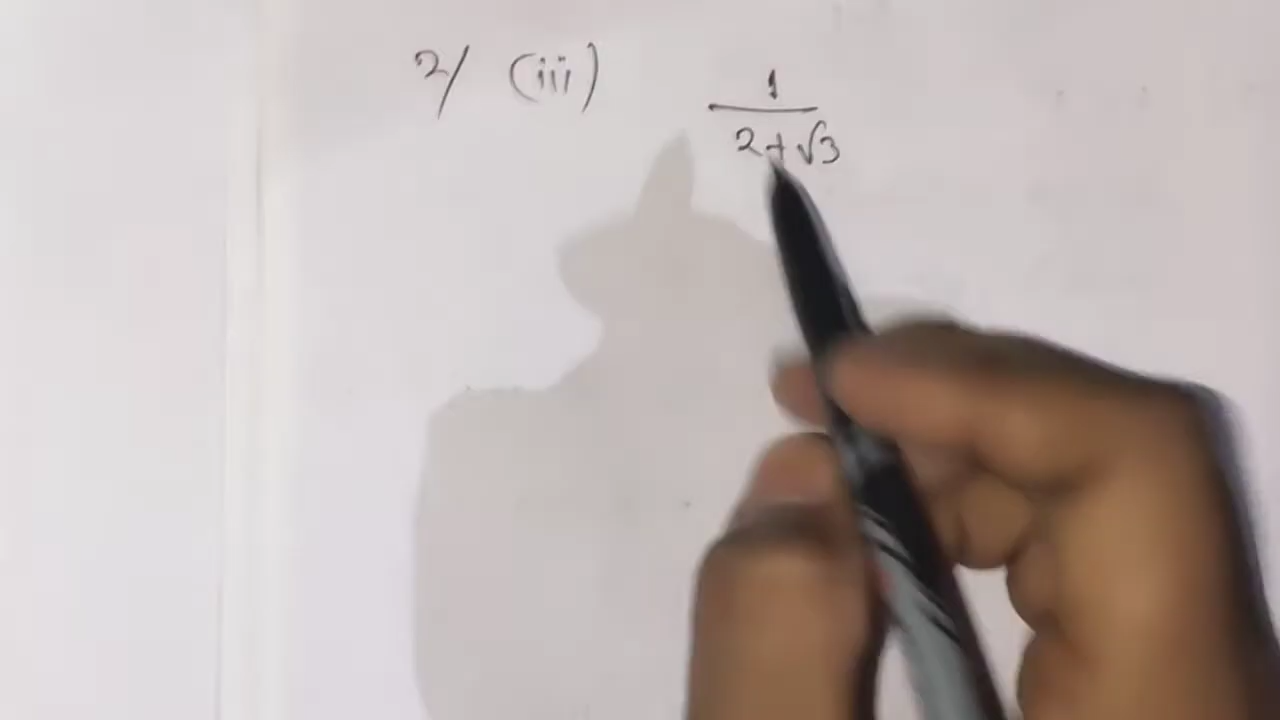 2/ (iii) 1/(2+√3)